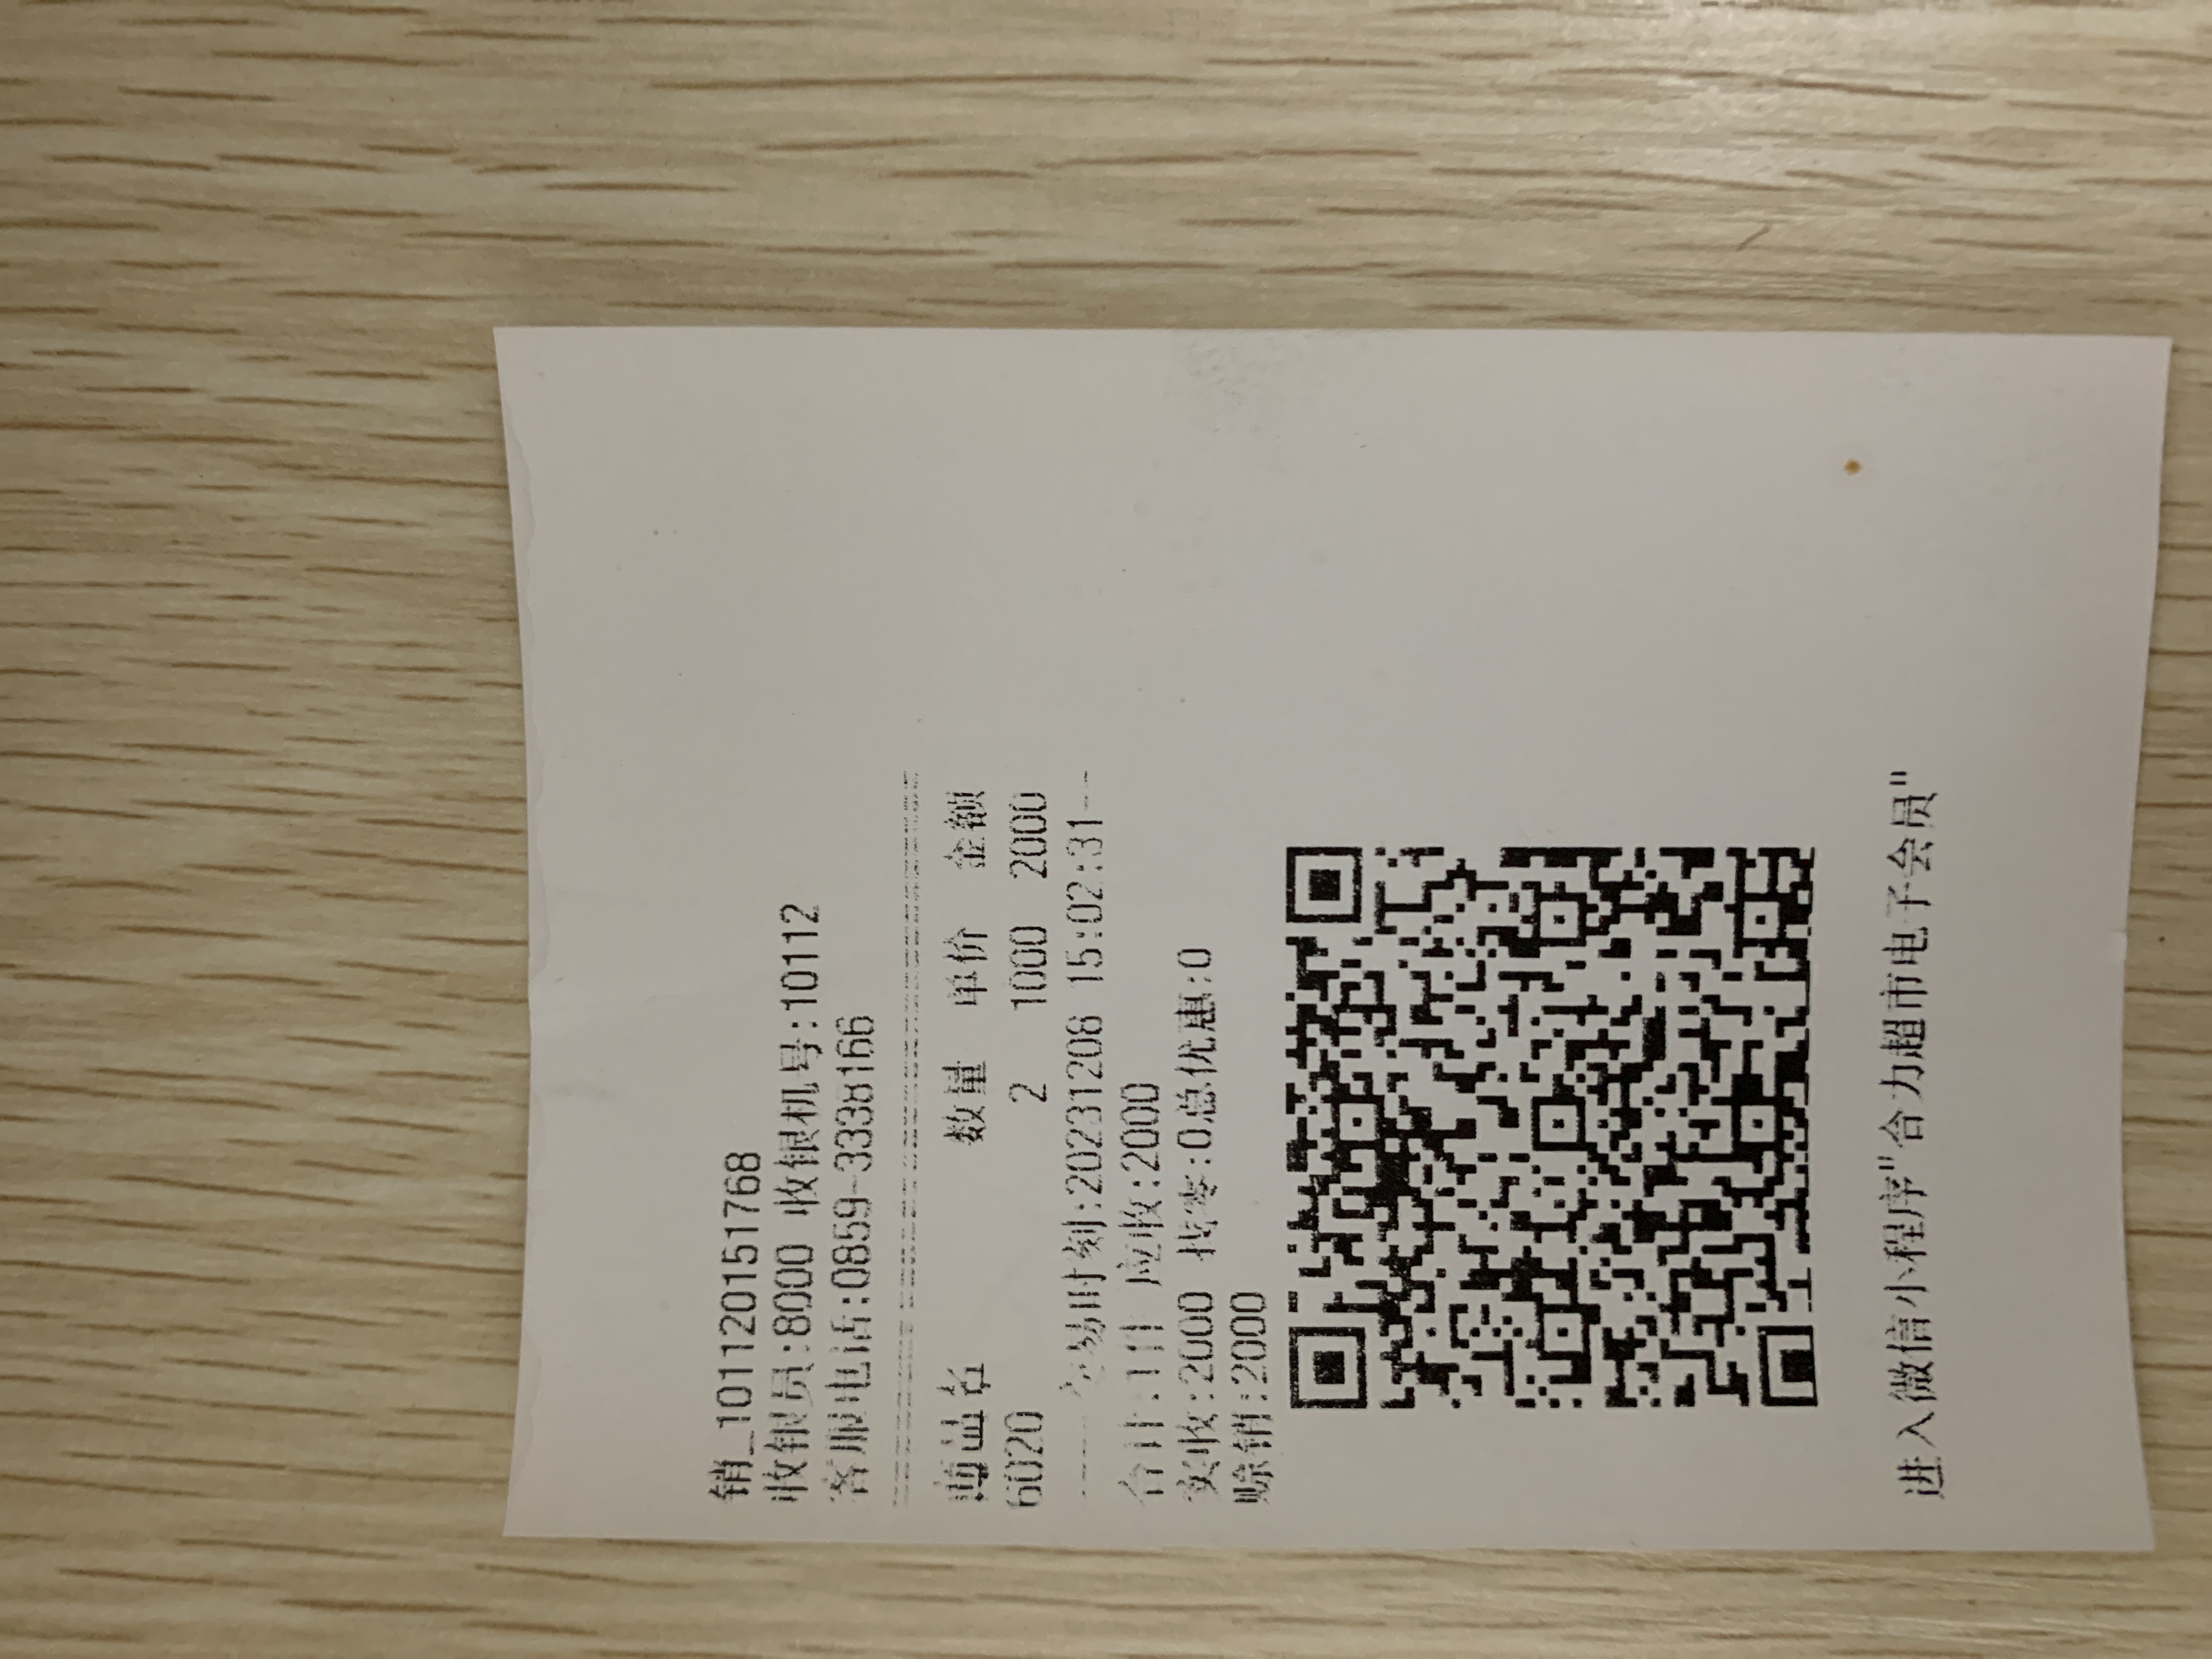 销_101120151768
收银员:8000 收银机号:10112
客服电话:0859-3338166
商品名 数量 单价 金额
6020 2 1000 2000
----交易时刻:20231208 15:02:31--
合计:1件 应收:2000
实收:2000 找零:0总优惠:0
赊销:2000
进入微信小程序"合力超市电子会员"